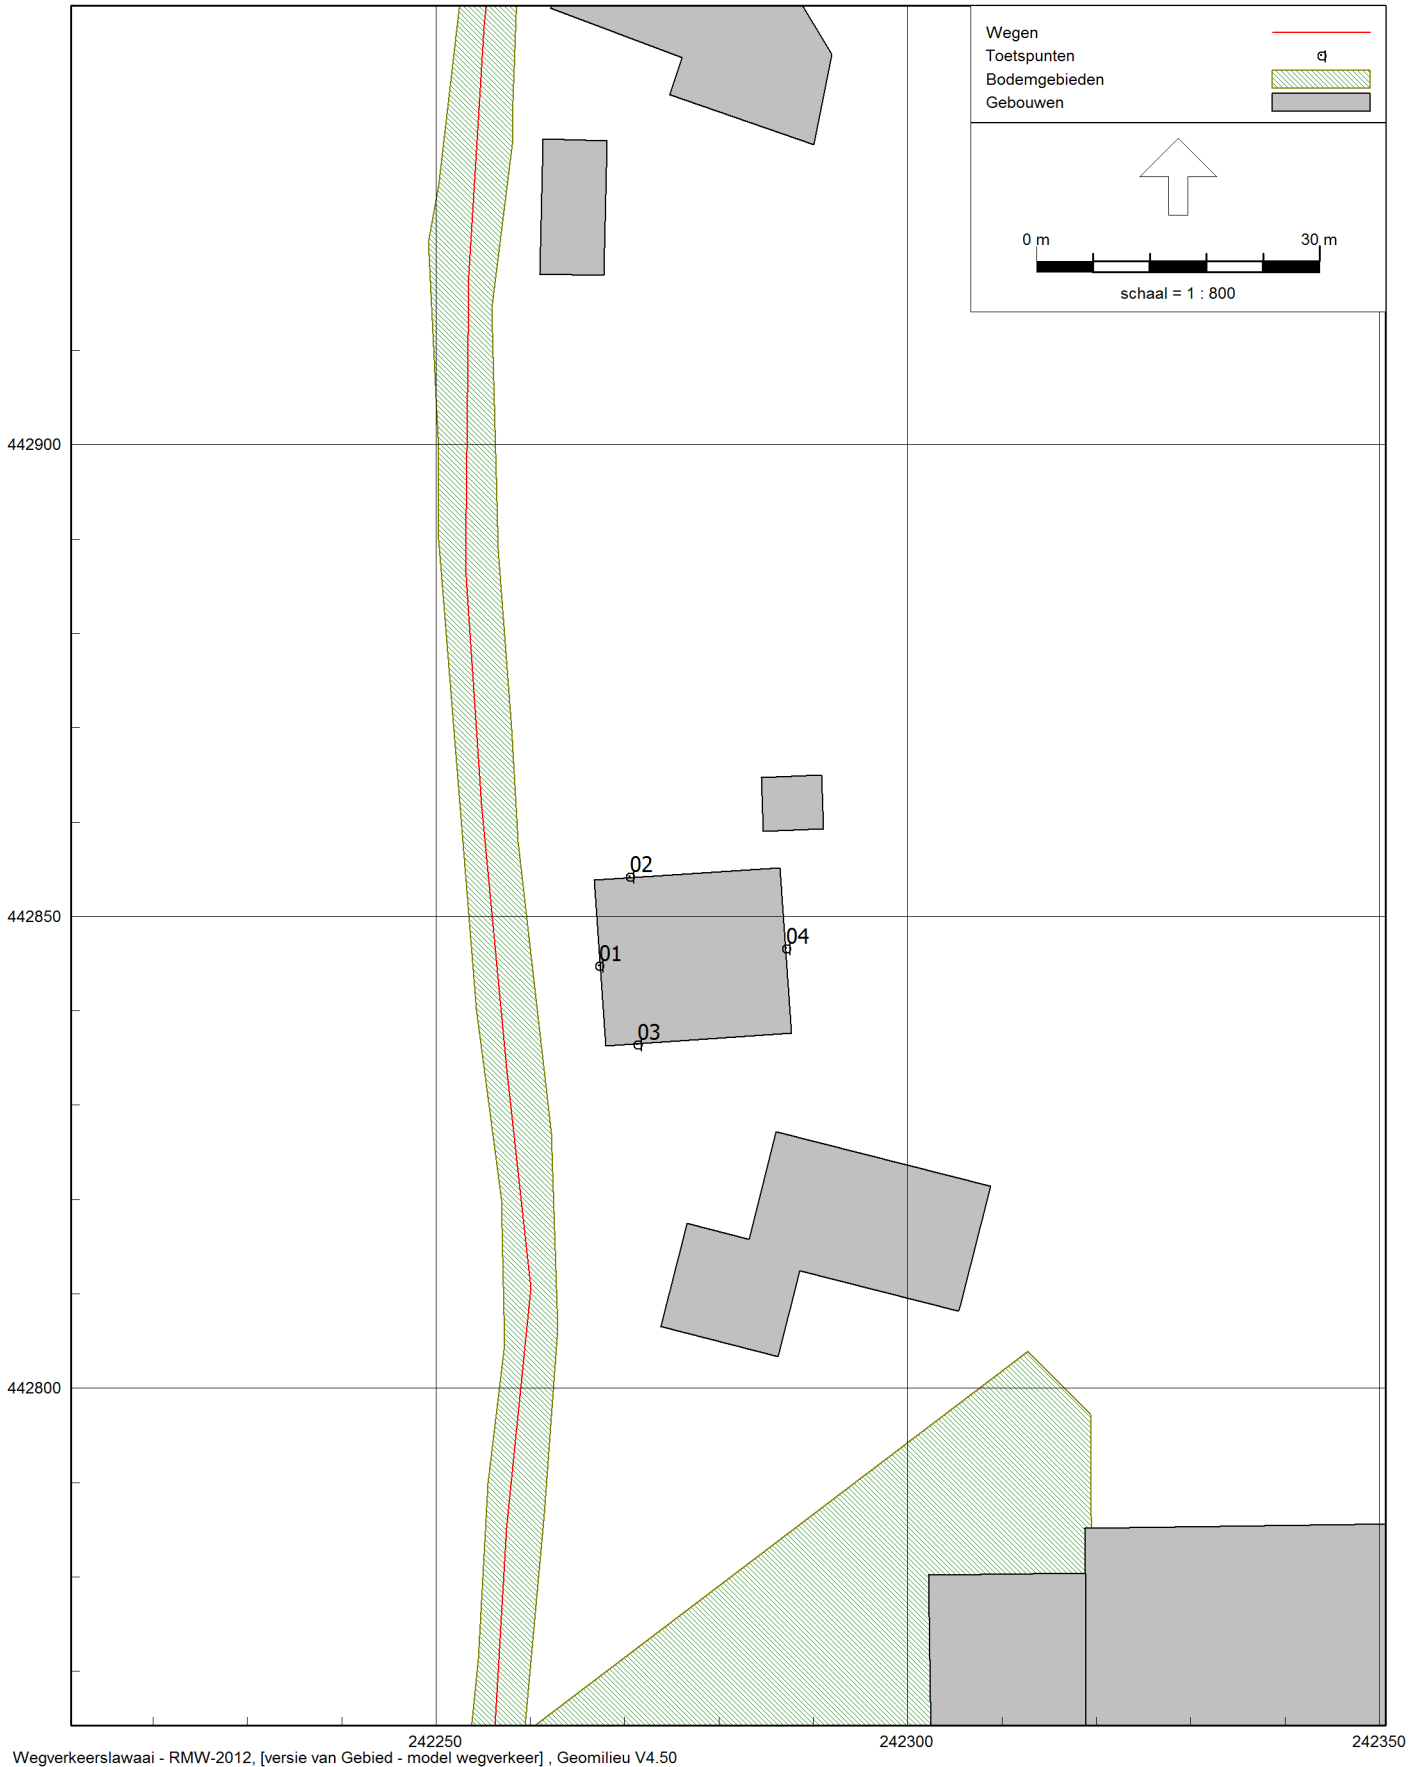 Wegen
Toetspunten
Bodemgebieden
Gebouwen
0 m 30 m
schaal = 1 : 800
442900
02
442850
04
01
03
442800
242250 242300 242350
Wegverkeerslawaai - RMW-2012, [versie van Gebied - model wegverkeer] , Geomilieu V4.50